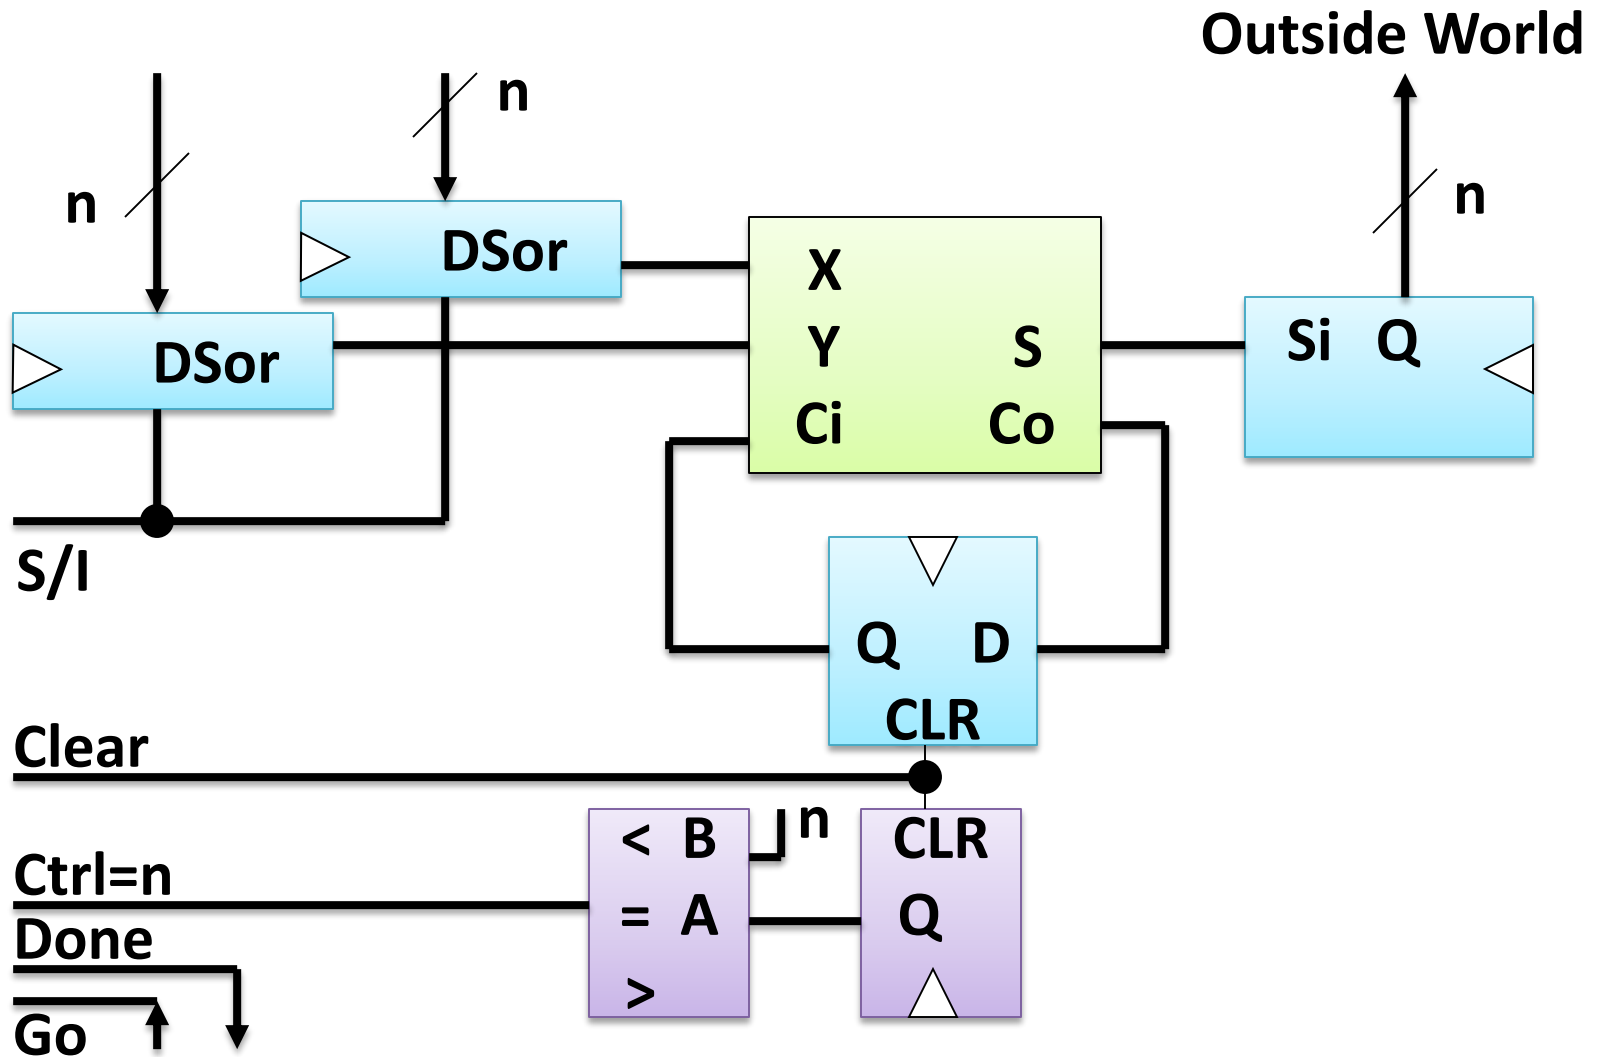 Outside World
n
n
n
DSor
DSor
X
Y
S
Ci
Co
Si Q
S/I
Q D
CLR
Clear
< B
n
CLR
Ctrl=n
= A
Q
Done
>
Go